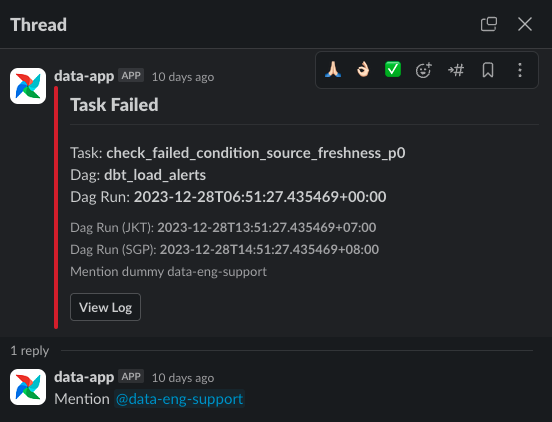 Thread
data-app APP 10 days ago
Task Failed
Task: check_failed_condition_source_freshness_p0
Dag: dbt_load_alerts
Dag Run: 2023-12-28T06:51:27.435469+00:00
Dag Run (JKT): 2023-12-28T13:51:27.435469+07:00
Dag Run (SGP): 2023-12-28T14:51:27.435469+08:00
Mention dummy data-eng-support
View Log
1 reply
data-app APP 10 days ago
Mention @data-eng-support